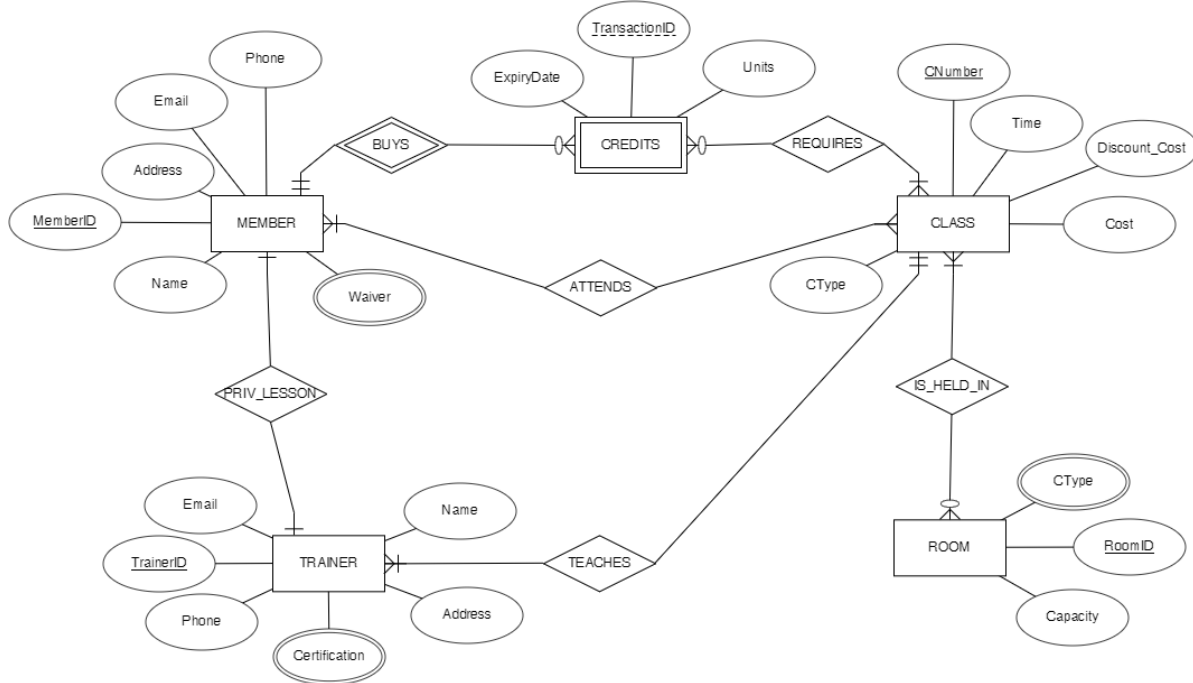 TransactionID
Phone
ExpiryDate
Units
CNumber
Email
Time
BUYS
CREDITS
REQUIRES
Discount_Cost
Address
MemberID
MEMBER
CLASS
Cost
Name
Waiver
ATTENDS
CType
PRIV_LESSON
IS_HELD_IN
Email
Name
CType
TrainerID
TRAINER
TEACHES
ROOM
RoomID
Phone
Address
Capacity
Certification